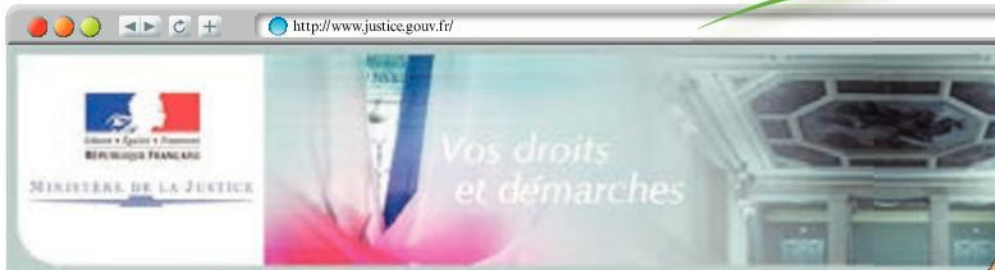 http://www.justice.gouv.fr/
Liberté • Égalité • Fraternité
RÉPUBLIQUE FRANÇAISE
MINISTÈRE DE LA JUSTICE
Vos droits
et démarches